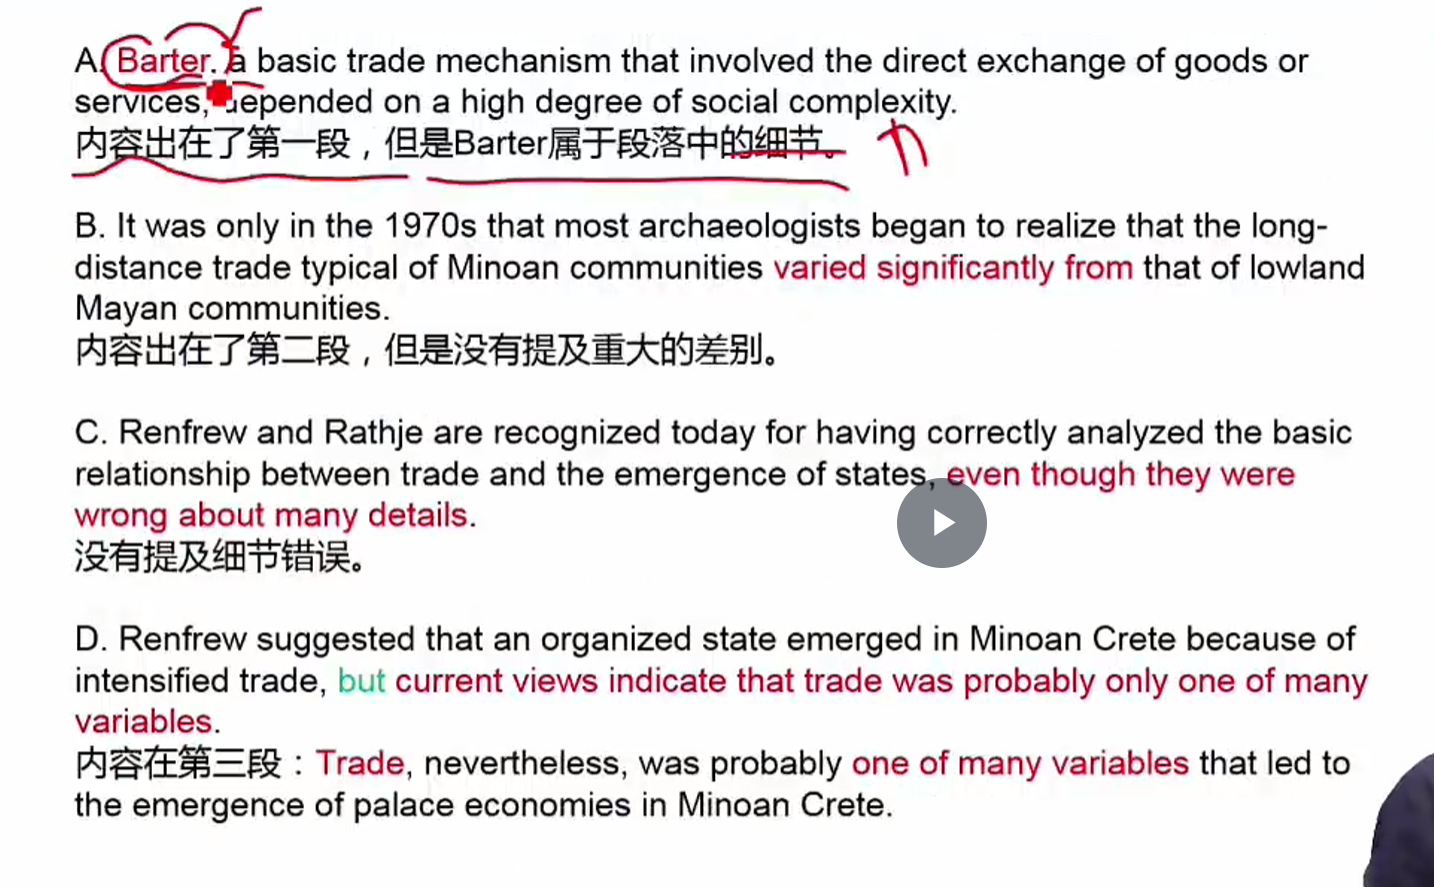 A. Barter. a basic trade mechanism that involved the direct exchange of goods or
services, depended on a high degree of social complexity.
内容出在了第一段，但是Barter属于段落中的细节。
B. It was only in the 1970s that most archaeologists began to realize that the long-
distance trade typical of Minoan communities varied significantly from that of lowland
Mayan communities.
内容出在了第二段，但是没有提及重大的差别。
C. Renfrew and Rathje are recognized today for having correctly analyzed the basic
relationship between trade and the emergence of states, even though they were
wrong about many details.
没有提及细节错误。
D. Renfrew suggested that an organized state emerged in Minoan Crete because of
intensified trade, but current views indicate that trade was probably only one of many
variables.
内容在第三段：Trade, nevertheless, was probably one of many variables that led to
the emergence of palace economies in Minoan Crete.